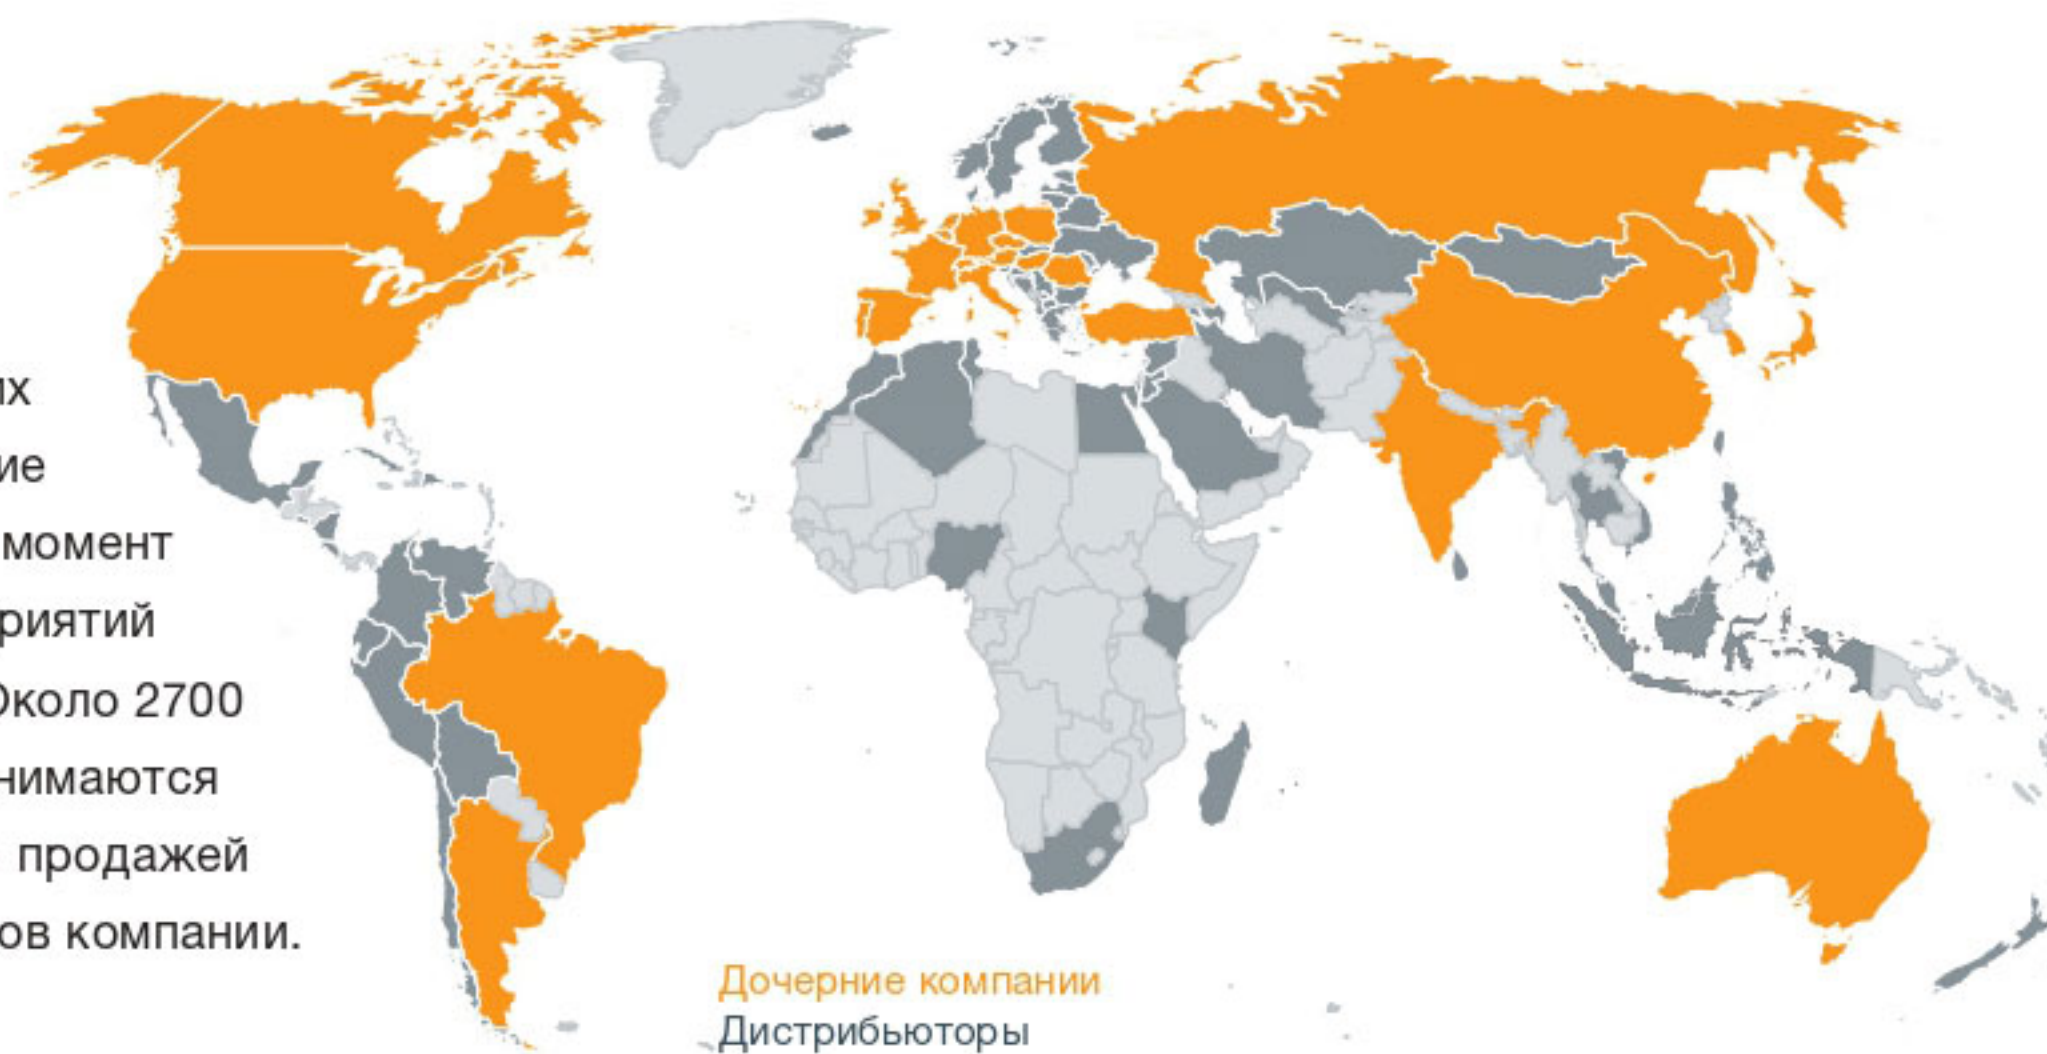 их
ие
момент
риятий
Около 2700
нимаются
продажей
ов компании.
Дочерние компании
Дистрибьюторы